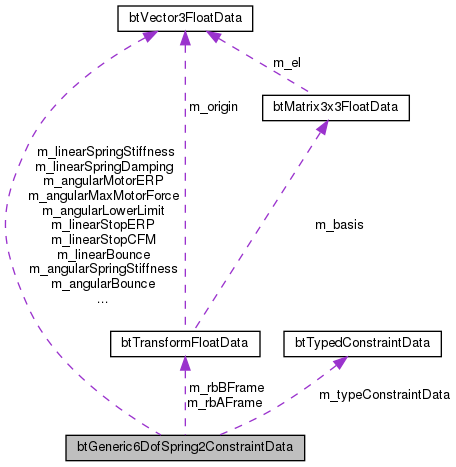 btVector3FloatData
m_el
m_origin
btMatrix3x3FloatData
m_linearSpringStiffness
m_linearSpringDamping
m_angularMotorERP
m_angularMaxMotorForce
m_angularLowerLimit
m_linearStopERP
m_linearStopCFM
m_linearBounce
m_angularSpringStiffness
m_angularBounce
...
m_basis
btTransformFloatData
btTypedConstraintData
m_rbBFrame
m_rbAFrame
m_typeConstraintData
btGeneric6DofSpring2ConstraintData